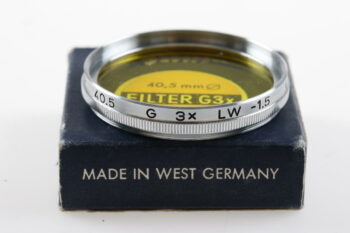 40,5 mm Ø
FILTER G3x
40.5 G 3x LW -1.5
MADE IN WEST GERMANY